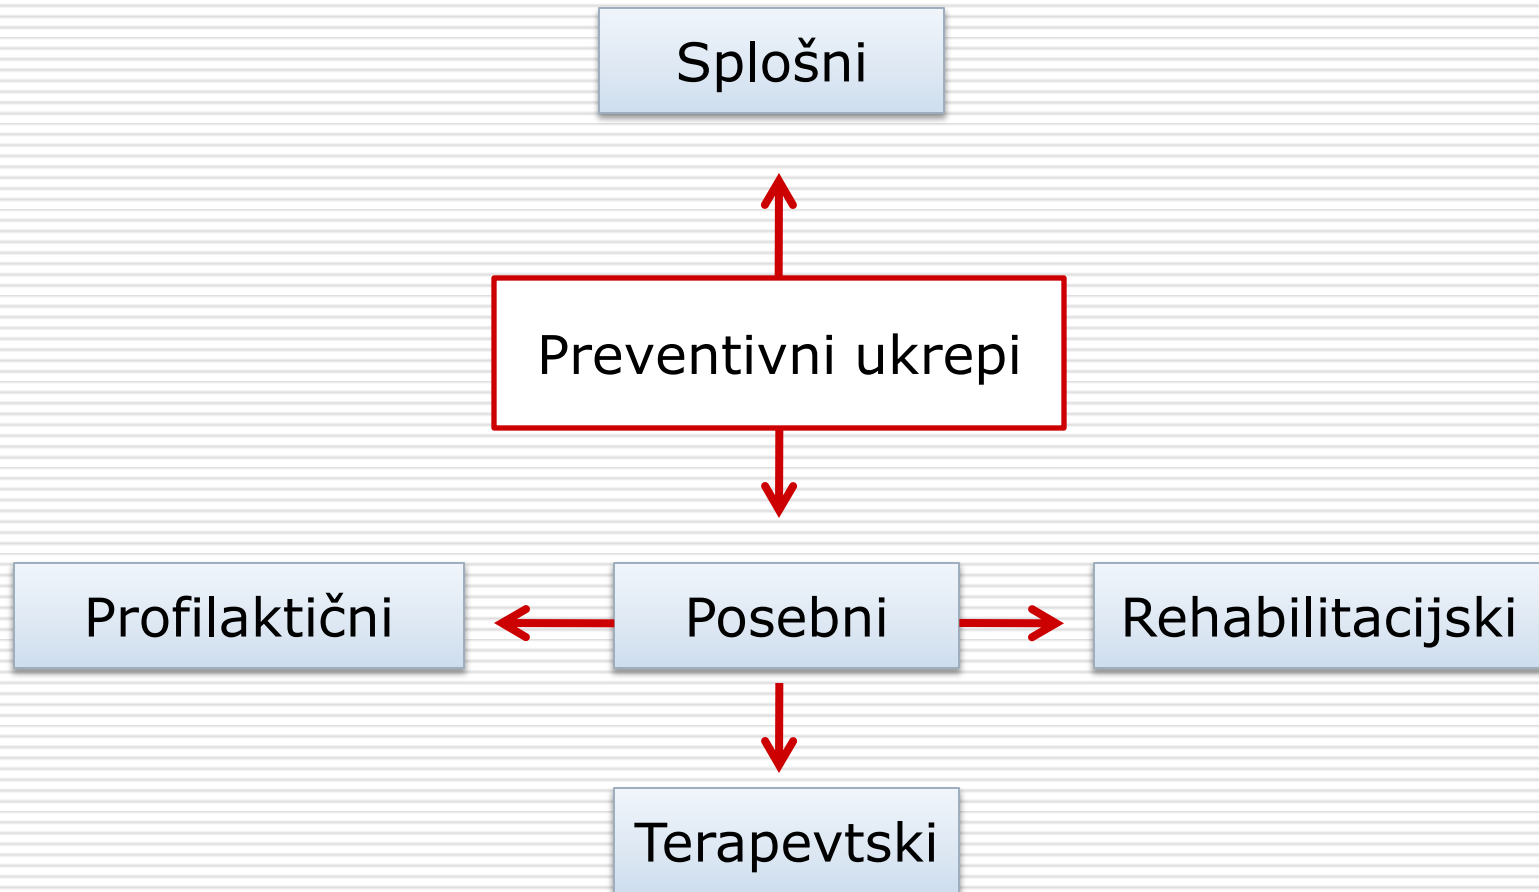 Splošni
Preventivni ukrepi
Profilaktični
Posebni
Rehabilitacijski
Terapevtski